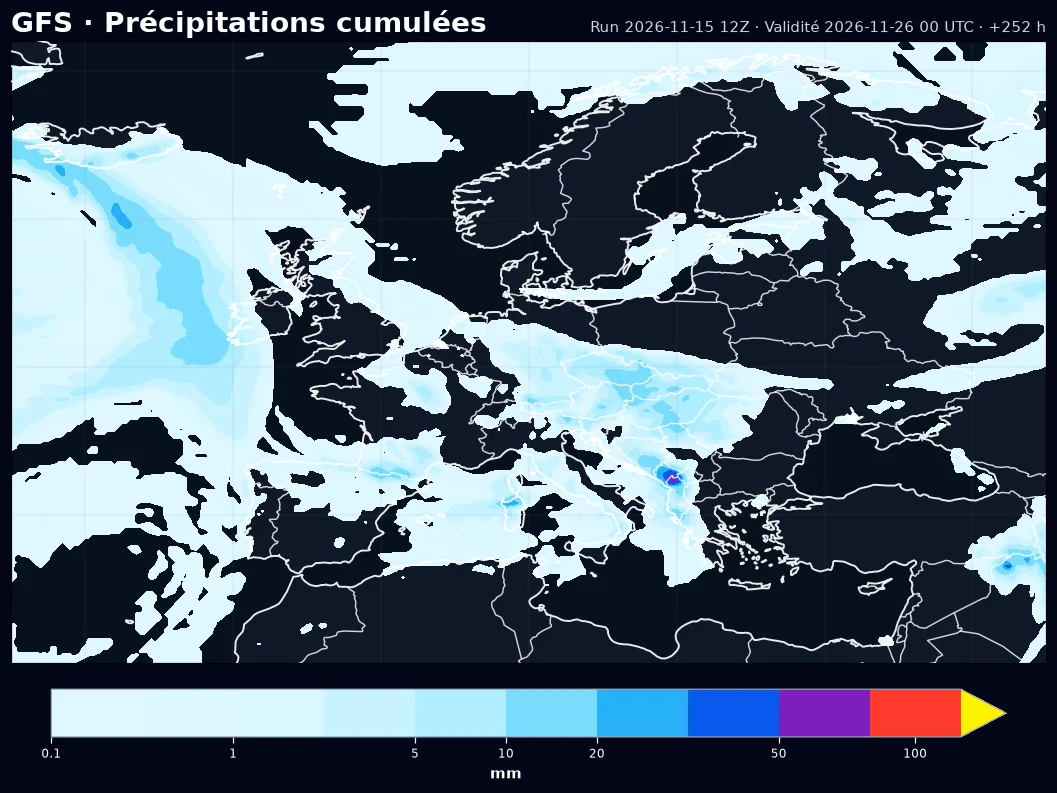 GFS · Précipitations cumulées
Run 2026-11-15 12Z · Validité 2026-11-26 00 UTC · +252 h
0.1 1 5 10 20 50 100
mm